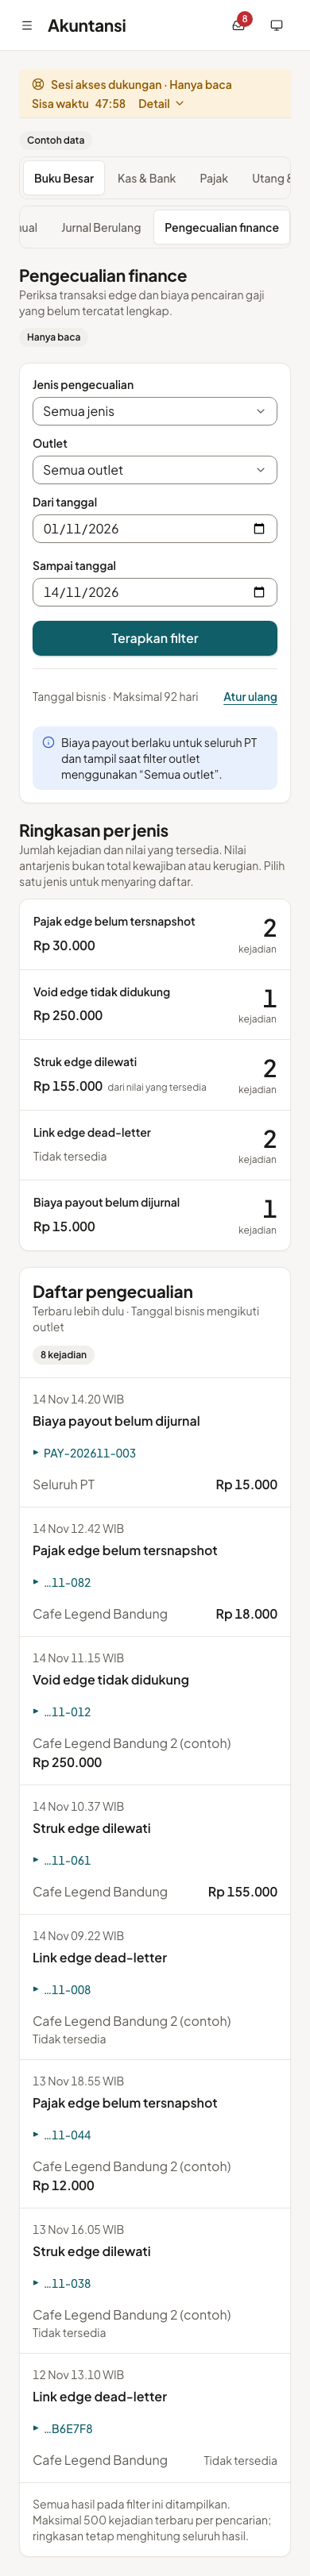 Akuntansi
8
Sesi akses dukungan · Hanya baca
Sisa waktu 47:58 Detail
Contoh data
Buku Besar Kas & Bank Pajak Utang &
ual Jurnal Berulang Pengecualian finance
Pengecualian finance
Periksa transaksi edge dan biaya pencairan gaji
yang belum tercatat lengkap.
Hanya baca
Jenis pengecualian
Semua jenis
Outlet
Semua outlet
Dari tanggal
01/11/2026
Sampai tanggal
14/11/2026
Terapkan filter
Tanggal bisnis · Maksimal 92 hari Atur ulang
Biaya payout berlaku untuk seluruh PT
dan tampil saat filter outlet
menggunakan “Semua outlet”.
Ringkasan per jenis
Jumlah kejadian dan nilai yang tersedia. Nilai
antarjenis bukan total kewajiban atau kerugian. Pilih
satu jenis untuk menyaring daftar.
Pajak edge belum tersnapshot 2
Rp 30.000 kejadian
Void edge tidak didukung 1
Rp 250.000 kejadian
Struk edge dilewati 2
Rp 155.000 dari nilai yang tersedia kejadian
Link edge dead-letter 2
Tidak tersedia kejadian
Biaya payout belum dijurnal 1
Rp 15.000 kejadian
Daftar pengecualian
Terbaru lebih dulu · Tanggal bisnis mengikuti
outlet
8 kejadian
14 Nov 14.20 WIB
Biaya payout belum dijurnal
PAY-202611-003
Seluruh PT Rp 15.000
14 Nov 12.42 WIB
Pajak edge belum tersnapshot
…11-082
Cafe Legend Bandung Rp 18.000
14 Nov 11.15 WIB
Void edge tidak didukung
…11-012
Cafe Legend Bandung 2 (contoh)
Rp 250.000
14 Nov 10.37 WIB
Struk edge dilewati
…11-061
Cafe Legend Bandung Rp 155.000
14 Nov 09.22 WIB
Link edge dead-letter
…11-008
Cafe Legend Bandung 2 (contoh)
Tidak tersedia
13 Nov 18.55 WIB
Pajak edge belum tersnapshot
…11-044
Cafe Legend Bandung 2 (contoh)
Rp 12.000
13 Nov 16.05 WIB
Struk edge dilewati
…11-038
Cafe Legend Bandung 2 (contoh)
Tidak tersedia
12 Nov 13.10 WIB
Link edge dead-letter
…B6E7F8
Cafe Legend Bandung Tidak tersedia
Semua hasil pada filter ini ditampilkan.
Maksimal 500 kejadian terbaru per pencarian;
ringkasan tetap menghitung seluruh hasil.